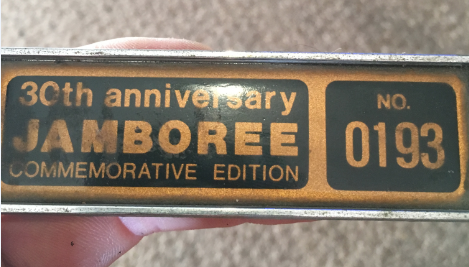 30th anniversary
JAMBOREE
COMMEMORATIVE EDITION
NO.
0193